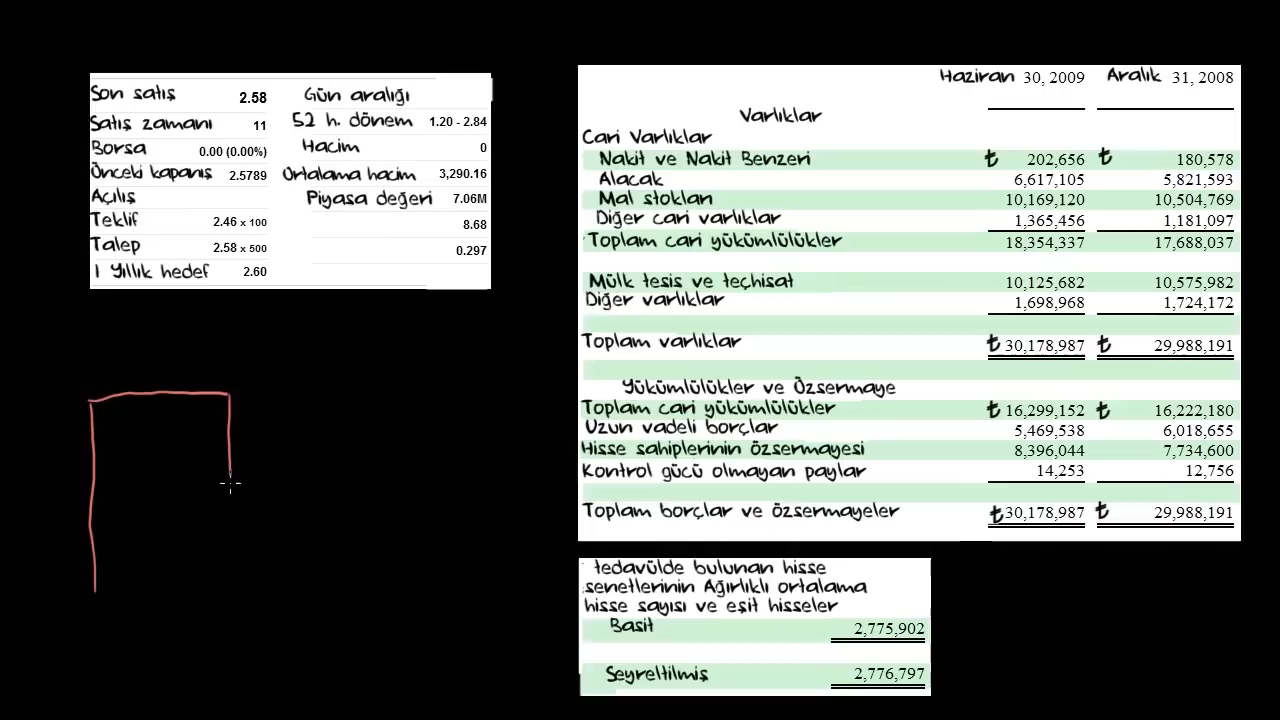 Son satış 2.58 Gün aralığı
Satış zamanı 11 52 h. dönem 1.20 - 2.84
Borsa 0.00 (0.00%) Hacim 0
Önceki kapanış 2.5789 Ortalama hacim 3,290.16
Açılış Piyasa değeri 7.06M
Teklif 2.46 x 100 8.68
Talep 2.58 x 500 0.297
1 Yıllık hedef 2.60
Haziran 30, 2009 Aralık 31, 2008
Varlıklar
Cari Varlıklar
Nakit ve Nakit Benzeri ₺ 202,656 ₺ 180,578
Alacak 6,617,105 5,821,593
Mal stokları 10,169,120 10,504,769
Diğer cari varlıklar 1,365,456 1,181,097
Toplam cari yükümlülükler 18,354,337 17,688,037
Mülk tesis ve teçhisat 10,125,682 10,575,982
Diğer varlıklar 1,698,968 1,724,172
Toplam varlıklar ₺ 30,178,987 ₺ 29,988,191
Yükümlülükler ve Özsermaye
Toplam cari yükümlülükler ₺ 16,299,152 ₺ 16,222,180
Uzun vadeli borçlar 5,469,538 6,018,655
Hisse sahiplerinin özsermayesi 8,396,044 7,734,600
Kontrol gücü olmayan paylar 14,253 12,756
Toplam borçlar ve özsermayeler ₺ 30,178,987 ₺ 29,988,191
tedavülde bulunan hisse
senetlerinin Ağırlıklı ortalama
hisse sayısı ve eşit hisseler
Basit 2,775,902
Seyreltilmiş 2,776,797